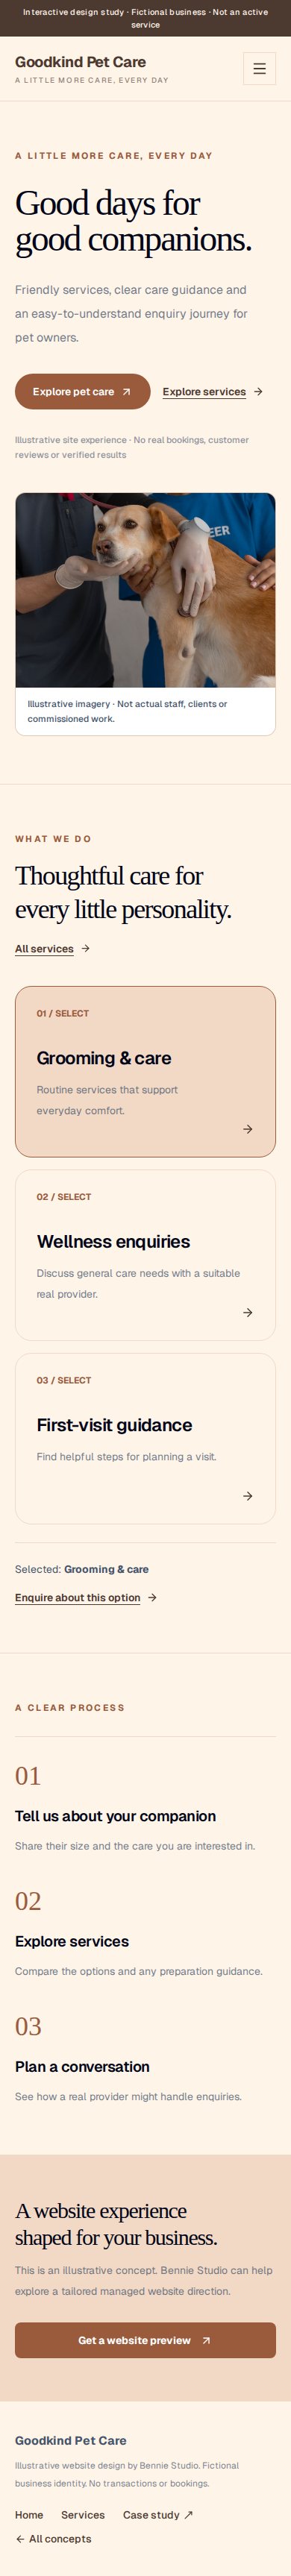 Interactive design study · Fictional business · Not an active
service
Goodkind Pet Care
A LITTLE MORE CARE, EVERY DAY
A LITTLE MORE CARE, EVERY DAY
Good days for
good companions.
Friendly services, clear care guidance and
an easy-to-understand enquiry journey for
pet owners.
Explore pet care ↗ Explore services →
Illustrative site experience · No real bookings, customer
reviews or verified results
EER
Illustrative imagery · Not actual staff, clients or
commissioned work.
WHAT WE DO
Thoughtful care for
every little personality.
All services →
01 / SELECT
Grooming & care
Routine services that support
everyday comfort.
→
02 / SELECT
Wellness enquiries
Discuss general care needs with a suitable
real provider.
→
03 / SELECT
First-visit guidance
Find helpful steps for planning a visit.
→
Selected: Grooming & care
Enquire about this option →
A CLEAR PROCESS
01
Tell us about your companion
Share their size and the care you are interested in.
02
Explore services
Compare the options and any preparation guidance.
03
Plan a conversation
See how a real provider might handle enquiries.
A website experience
shaped for your business.
This is an illustrative concept. Bennie Studio can help
explore a tailored managed website direction.
Get a website preview ↗
Goodkind Pet Care
Illustrative website design by Bennie Studio. Fictional
business identity. No transactions or bookings.
Home Services Case study ↗
← All concepts